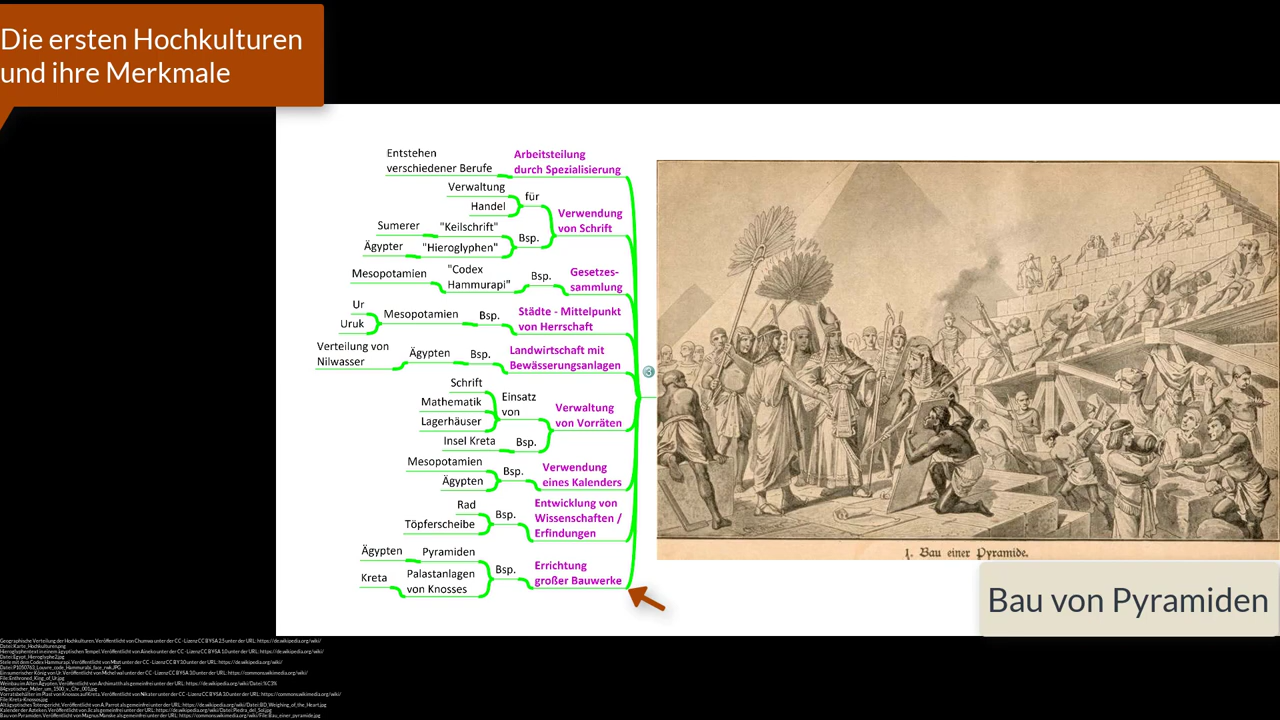 Die ersten Hochkulturen
und ihre Merkmale
Entstehen
verschiedener Berufe
Arbeitsteilung
durch Spezialisierung
Verwaltung
Handel
für
Verwendung
von Schrift
Sumerer
"Keilschrift"
Ägypter
"Hieroglyphen"
Bsp.
Mesopotamien
"Codex
Hammurapi"
Bsp.
Gesetzes-
sammlung
Ur
Uruk
Mesopotamien
Bsp.
Städte - Mittelpunkt
von Herrschaft
Verteilung von
Nilwasser
Ägypten
Bsp.
Landwirtschaft mit
Bewässerungsanlagen
3
Schrift
Mathematik
Lagerhäuser
Einsatz
von
Insel Kreta
Bsp.
Verwaltung
von Vorräten
Mesopotamien
Ägypten
Bsp.
Verwendung
eines Kalenders
Rad
Töpferscheibe
Bsp.
Entwicklung von
Wissenschaften /
Erfindungen
Ägypten
Pyramiden
Kreta
Palastanlagen
von Knosses
Bsp.
Errichtung
großer Bauwerke
1. Bau einer Pyramide.
Bau von Pyramiden